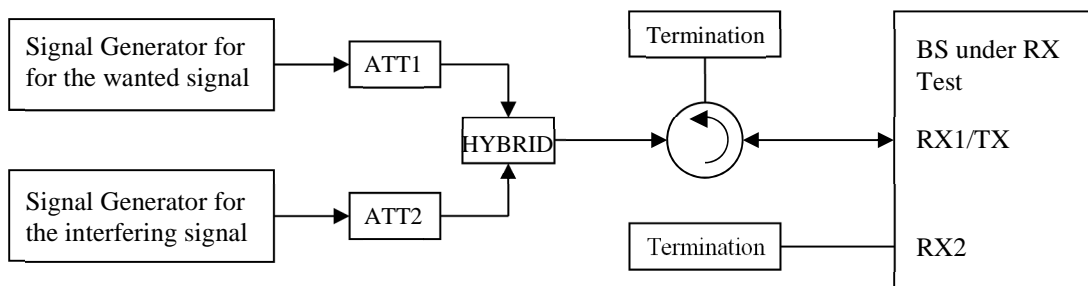 Signal Generator for
for the wanted signal
ATT1
Termination
BS under RX
Test
HYBRID
RX1/TX
Signal Generator for
the interfering signal
ATT2
Termination
RX2